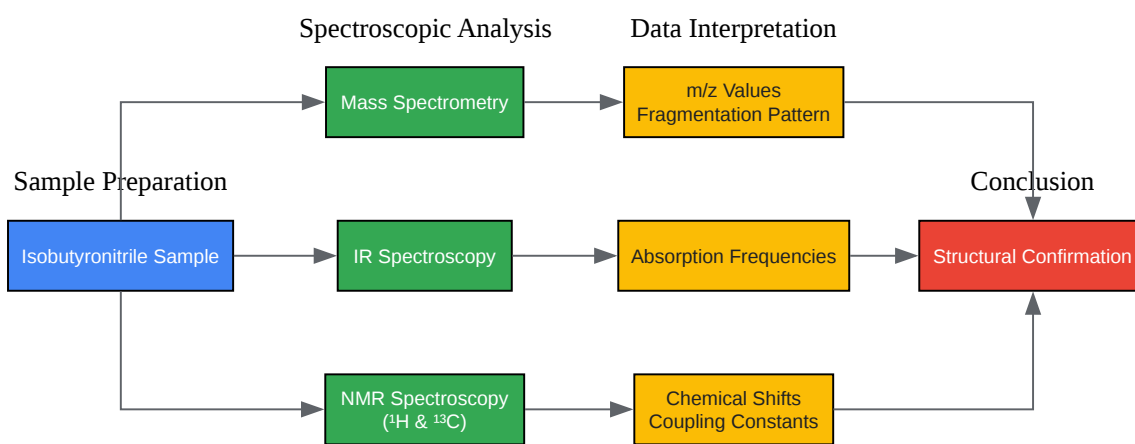 Spectroscopic Analysis
Data Interpretation
Mass Spectrometry
m/z Values
Fragmentation Pattern
Sample Preparation
Conclusion
Isobutyronitrile Sample
IR Spectroscopy
Absorption Frequencies
Structural Confirmation
NMR Spectroscopy
(¹H & ¹³C)
Chemical Shifts
Coupling Constants